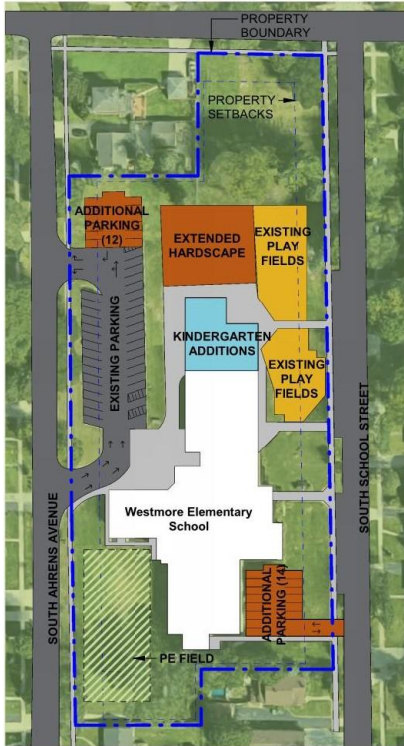 PROPERTY
BOUNDARY
PROPERTY
SETBACKS
ADDITIONAL
PARKING
(12)
EXTENDED
HARDSCAPE
EXISTING
PLAY
FIELDS
EXISTING PARKING
KINDERGARTEN
ADDITIONS
EXISTING
PLAY
FIELDS
SOUTH AHRENS AVENUE
SOUTH SCHOOL STREET
Westmore Elementary
School
ADDITIONAL
PARKING (14)
PE FIELD